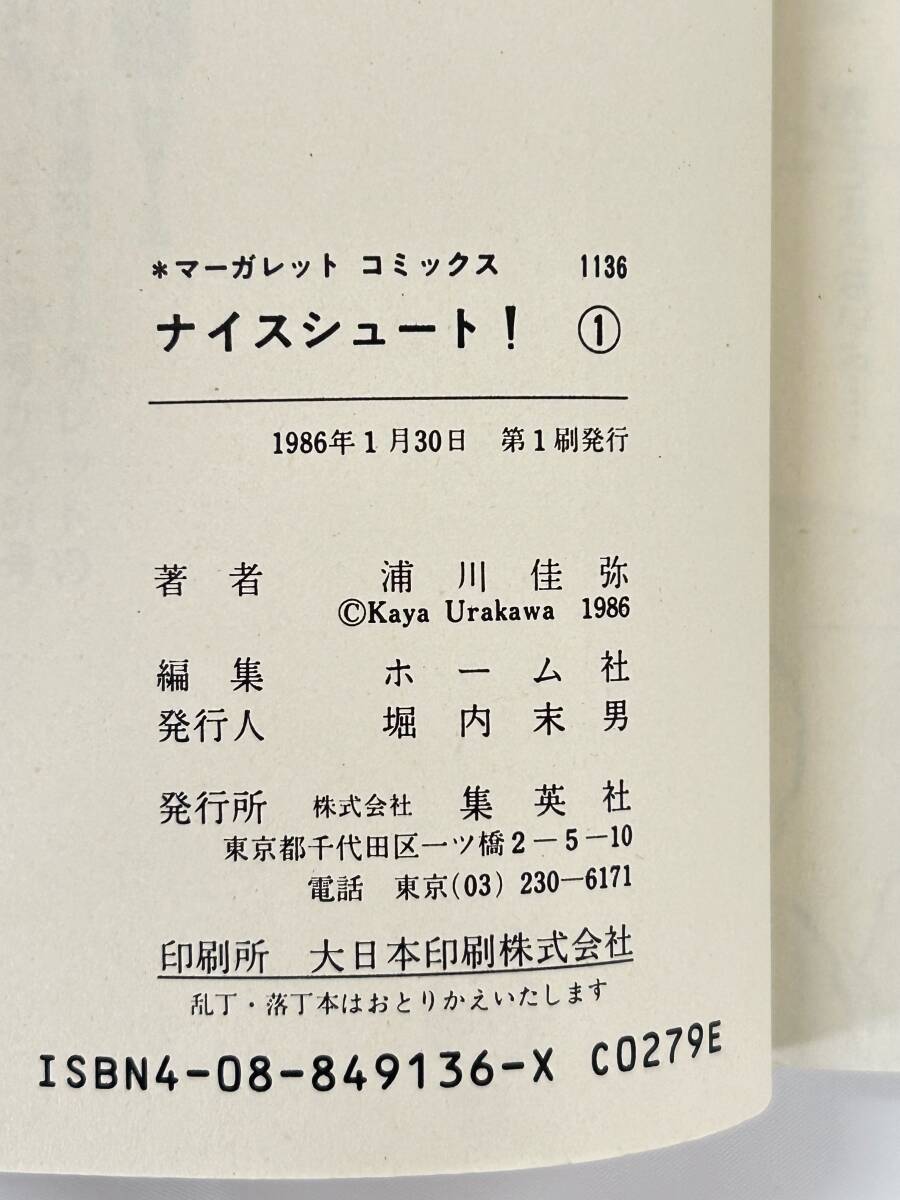 *マーガレット コミックス 1136
ナイスシュート! ①
1986年1月30日 第1刷発行
著者 浦川佳弥
©Kaya Urakawa 1986
編集 ホーム社
発行人 堀内末男
発行所 株式会社 集英社
東京都千代田区一ツ橋2-5-10
電話 東京(03) 230-6171
印刷所 大日本印刷株式会社
乱丁・落丁本はおとりかえいたします
ISBN4-08-849136-X C0279E